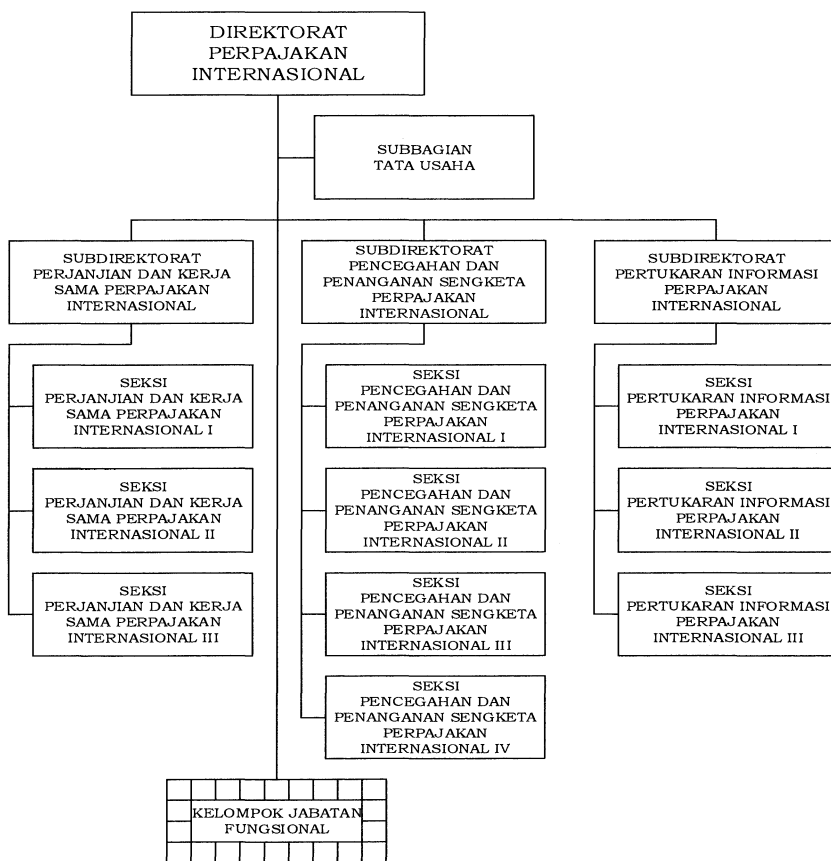 DIREKTORAT
PERPAJAKAN
INTERNASIONAL
SUBBAGIAN
TATA USAHA
SUBDIREKTORAT
PERJANJIAN DAN KERJA
SAMA PERPAJAKAN
INTERNASIONAL
SUBDIREKTORAT
PENCEGAHAN DAN
PENANGANAN SENGKETA
PERPAJAKAN
INTERNASIONAL
SUBDIREKTORAT
PERTUKARAN INFORMASI
PERPAJAKAN
INTERNASIONAL
SEKSI
PERJANJIAN DAN KERJA
SAMA PERPAJAKAN
INTERNASIONAL I
SEKSI
PENCEGAHAN DAN
PENANGANAN SENGKETA
PERPAJAKAN
INTERNASIONAL I
SEKSI
PERTUKARAN INFORMASI
PERPAJAKAN
INTERNASIONAL I
SEKSI
PERJANJIAN DAN KERJA
SAMA PERPAJAKAN
INTERNASIONAL II
SEKSI
PENCEGAHAN DAN
PENANGANAN SENGKETA
PERPAJAKAN
INTERNASIONAL II
SEKSI
PERTUKARAN INFORMASI
PERPAJAKAN
INTERNASIONAL II
SEKSI
PERJANJIAN DAN KERJA
SAMA PERPAJAKAN
INTERNASIONAL III
SEKSI
PENCEGAHAN DAN
PENANGANAN SENGKETA
PERPAJAKAN
INTERNASIONAL III
SEKSI
PERTUKARAN INFORMASI
PERPAJAKAN
INTERNASIONAL III
SEKSI
PENCEGAHAN DAN
PENANGANAN SENGKETA
PERPAJAKAN
INTERNASIONAL IV
KELOMPOK JABATAN
FUNGSIONAL